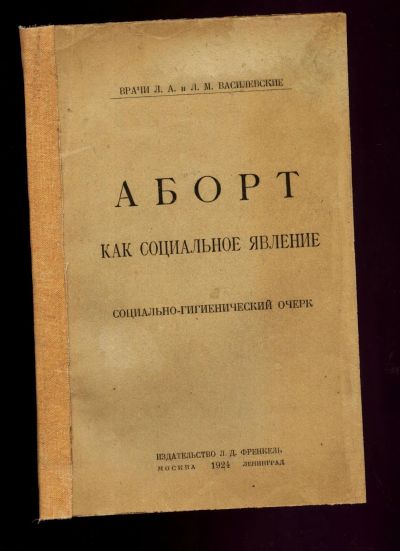 ВРАЧИ Л. А. и Л. М. ВАСИЛЕВСКИЕ
АБОРТ
КАК СОЦИАЛЬНОЕ ЯВЛЕНИЕ
СОЦИАЛЬНО-ГИГИЕНИЧЕСКИЙ ОЧЕРК
ИЗДАТЕЛЬСТВО Л. Д. ФРЕНКЕЛЬ
МОСКВА 1924 ЛЕНИНГРАД